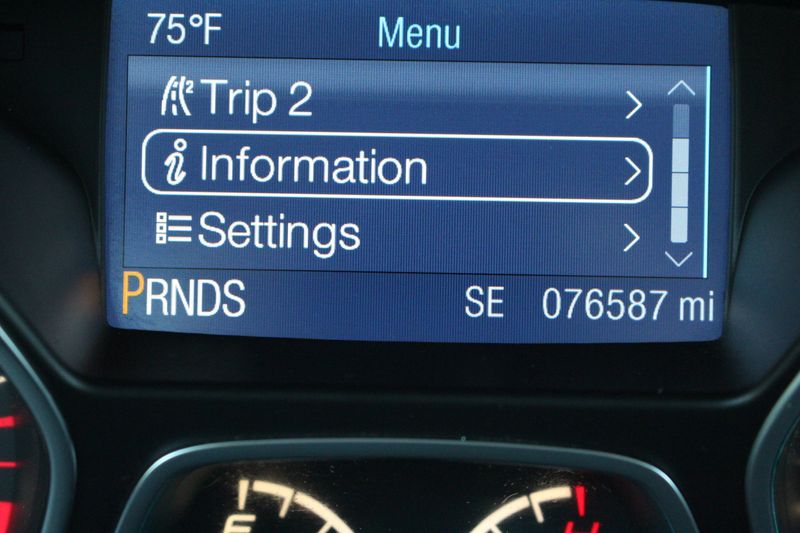 75°F Menu
Trip 2
Information
Settings
PRNDS SE 076587 mi
E H